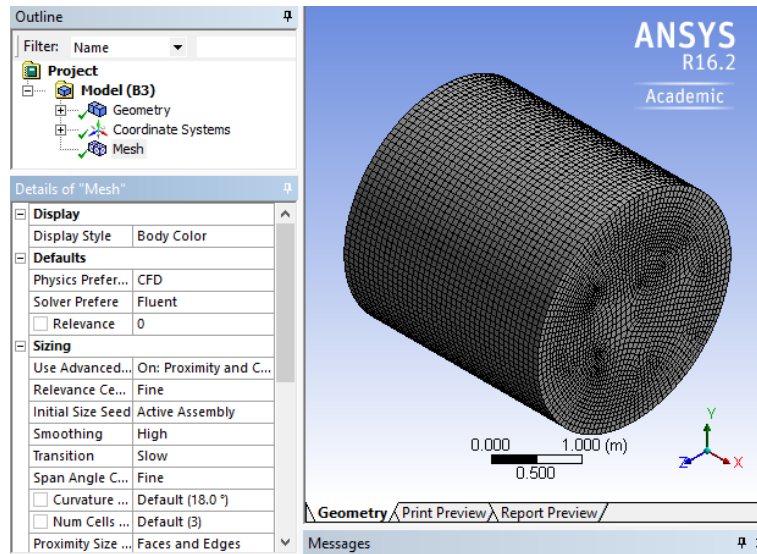 Outline
Filter: Name
Project
Model (B3)
Geometry
Coordinate Systems
Mesh
Details of "Mesh"
Display
Display Style Body Color
Defaults
Physics Prefer... CFD
Solver Prefere Fluent
Relevance 0
Sizing
Use Advanced... On: Proximity and C...
Relevance Ce... Fine
Initial Size Seed Active Assembly
Smoothing High
Transition Slow
Span Angle C... Fine
Curvature ... Default (18.0 °)
Num Cells ... Default (3)
Proximity Size ... Faces and Edges
ANSYS
R16.2
Academic
0.000 1.000 (m)
0.500
Y
Z X
Geometry Print Preview Report Preview
Messages